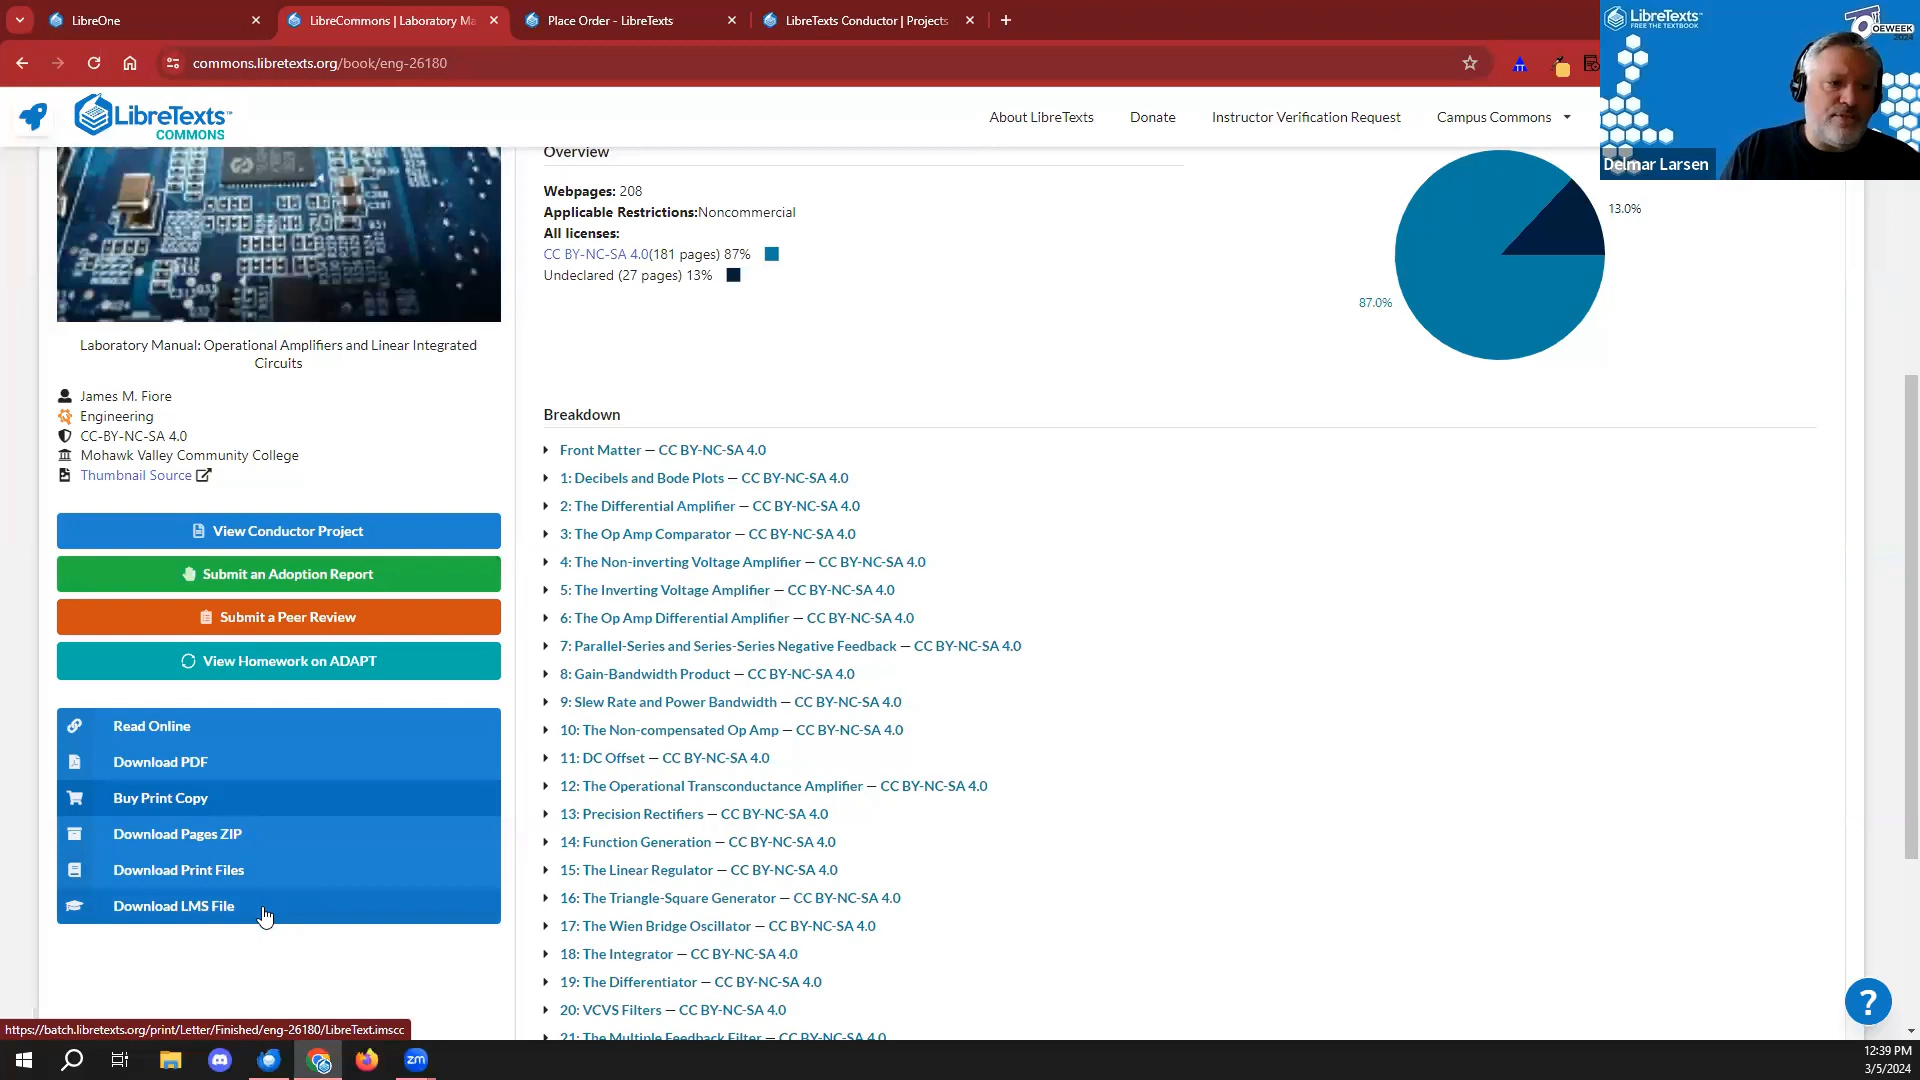 LibreOne
LibreCommons | Laboratory Ma
Place Order - LibreTexts
LibreTexts Conductor | Projects
commons.libretexts.org/book/eng-26180
LibreTexts
FREE THE TEXTBOOK
OEWEEK
2024
Delmar Larsen
LibreTexts
COMMONS
About LibreTexts
Donate
Instructor Verification Request
Campus Commons
Laboratory Manual: Operational Amplifiers and Linear Integrated
Circuits
James M. Fiore
Engineering
CC-BY-NC-SA 4.0
Mohawk Valley Community College
Thumbnail Source
View Conductor Project
Submit an Adoption Report
Submit a Peer Review
View Homework on ADAPT
Read Online
Download PDF
Buy Print Copy
Download Pages ZIP
Download Print Files
Download LMS File
Overview
Webpages: 208
Applicable Restrictions:Noncommercial
All licenses:
CC BY-NC-SA 4.0(181 pages) 87%
Undeclared (27 pages) 13%
13.0%
87.0%
Breakdown
Front Matter — CC BY-NC-SA 4.0
1: Decibels and Bode Plots — CC BY-NC-SA 4.0
2: The Differential Amplifier — CC BY-NC-SA 4.0
3: The Op Amp Comparator — CC BY-NC-SA 4.0
4: The Non-inverting Voltage Amplifier — CC BY-NC-SA 4.0
5: The Inverting Voltage Amplifier — CC BY-NC-SA 4.0
6: The Op Amp Differential Amplifier — CC BY-NC-SA 4.0
7: Parallel-Series and Series-Series Negative Feedback — CC BY-NC-SA 4.0
8: Gain-Bandwidth Product — CC BY-NC-SA 4.0
9: Slew Rate and Power Bandwidth — CC BY-NC-SA 4.0
10: The Non-compensated Op Amp — CC BY-NC-SA 4.0
11: DC Offset — CC BY-NC-SA 4.0
12: The Operational Transconductance Amplifier — CC BY-NC-SA 4.0
13: Precision Rectifiers — CC BY-NC-SA 4.0
14: Function Generation — CC BY-NC-SA 4.0
15: The Linear Regulator — CC BY-NC-SA 4.0
16: The Triangle-Square Generator — CC BY-NC-SA 4.0
17: The Wien Bridge Oscillator — CC BY-NC-SA 4.0
18: The Integrator — CC BY-NC-SA 4.0
19: The Differentiator — CC BY-NC-SA 4.0
20: VCVS Filters — CC BY-NC-SA 4.0
21: The Multiple Feedback Filter — CC BY-NC-SA 4.0
?
https://batch.libretexts.org/print/Letter/Finished/eng-26180/LibreText.imscc
zm
12:39 PM
3/5/2024